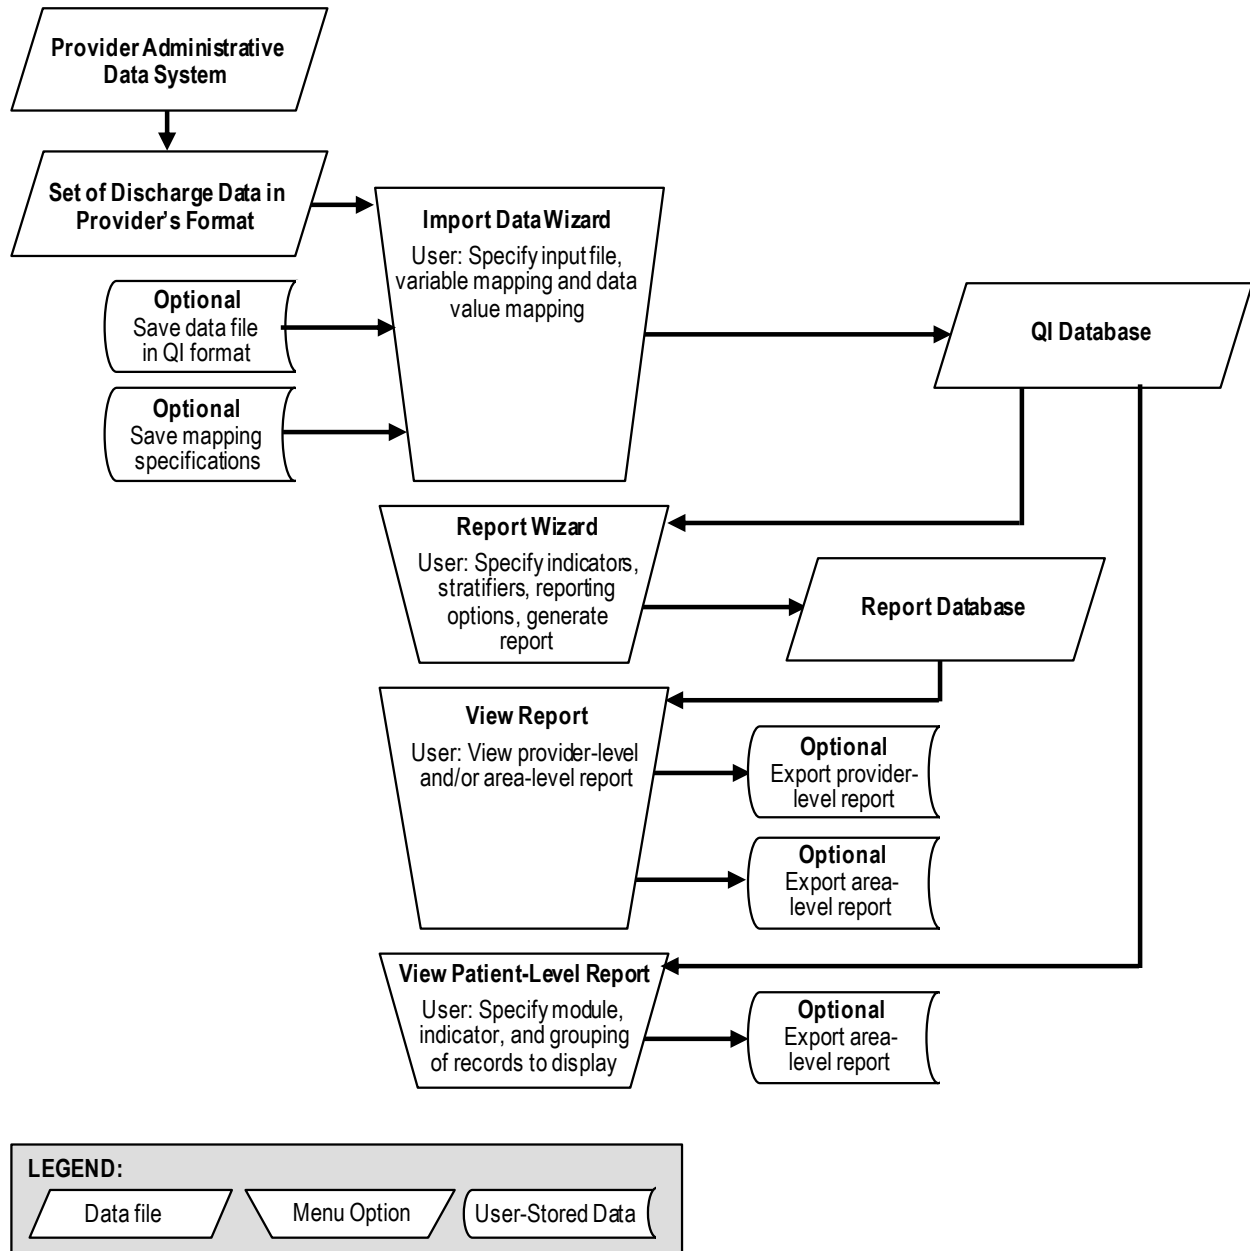 Provider Administrative
Data System
Set of Discharge Data in
Provider's Format
Import Data Wizard
User: Specify input file,
variable mapping and data
value mapping
Optional
Save data file
in QI format
Optional
Save mapping
specifications
QI Database
Report Wizard
User: Specify indicators,
stratifiers, reporting
options, generate
report
Report Database
View Report
User: View provider-level
and/or area-level report
Optional
Export provider-
level report
Optional
Export area-
level report
View Patient-Level Report
User: Specify module,
indicator, and grouping
of records to display
Optional
Export area-
level report
LEGEND:
Data file
Menu Option
User-Stored Data